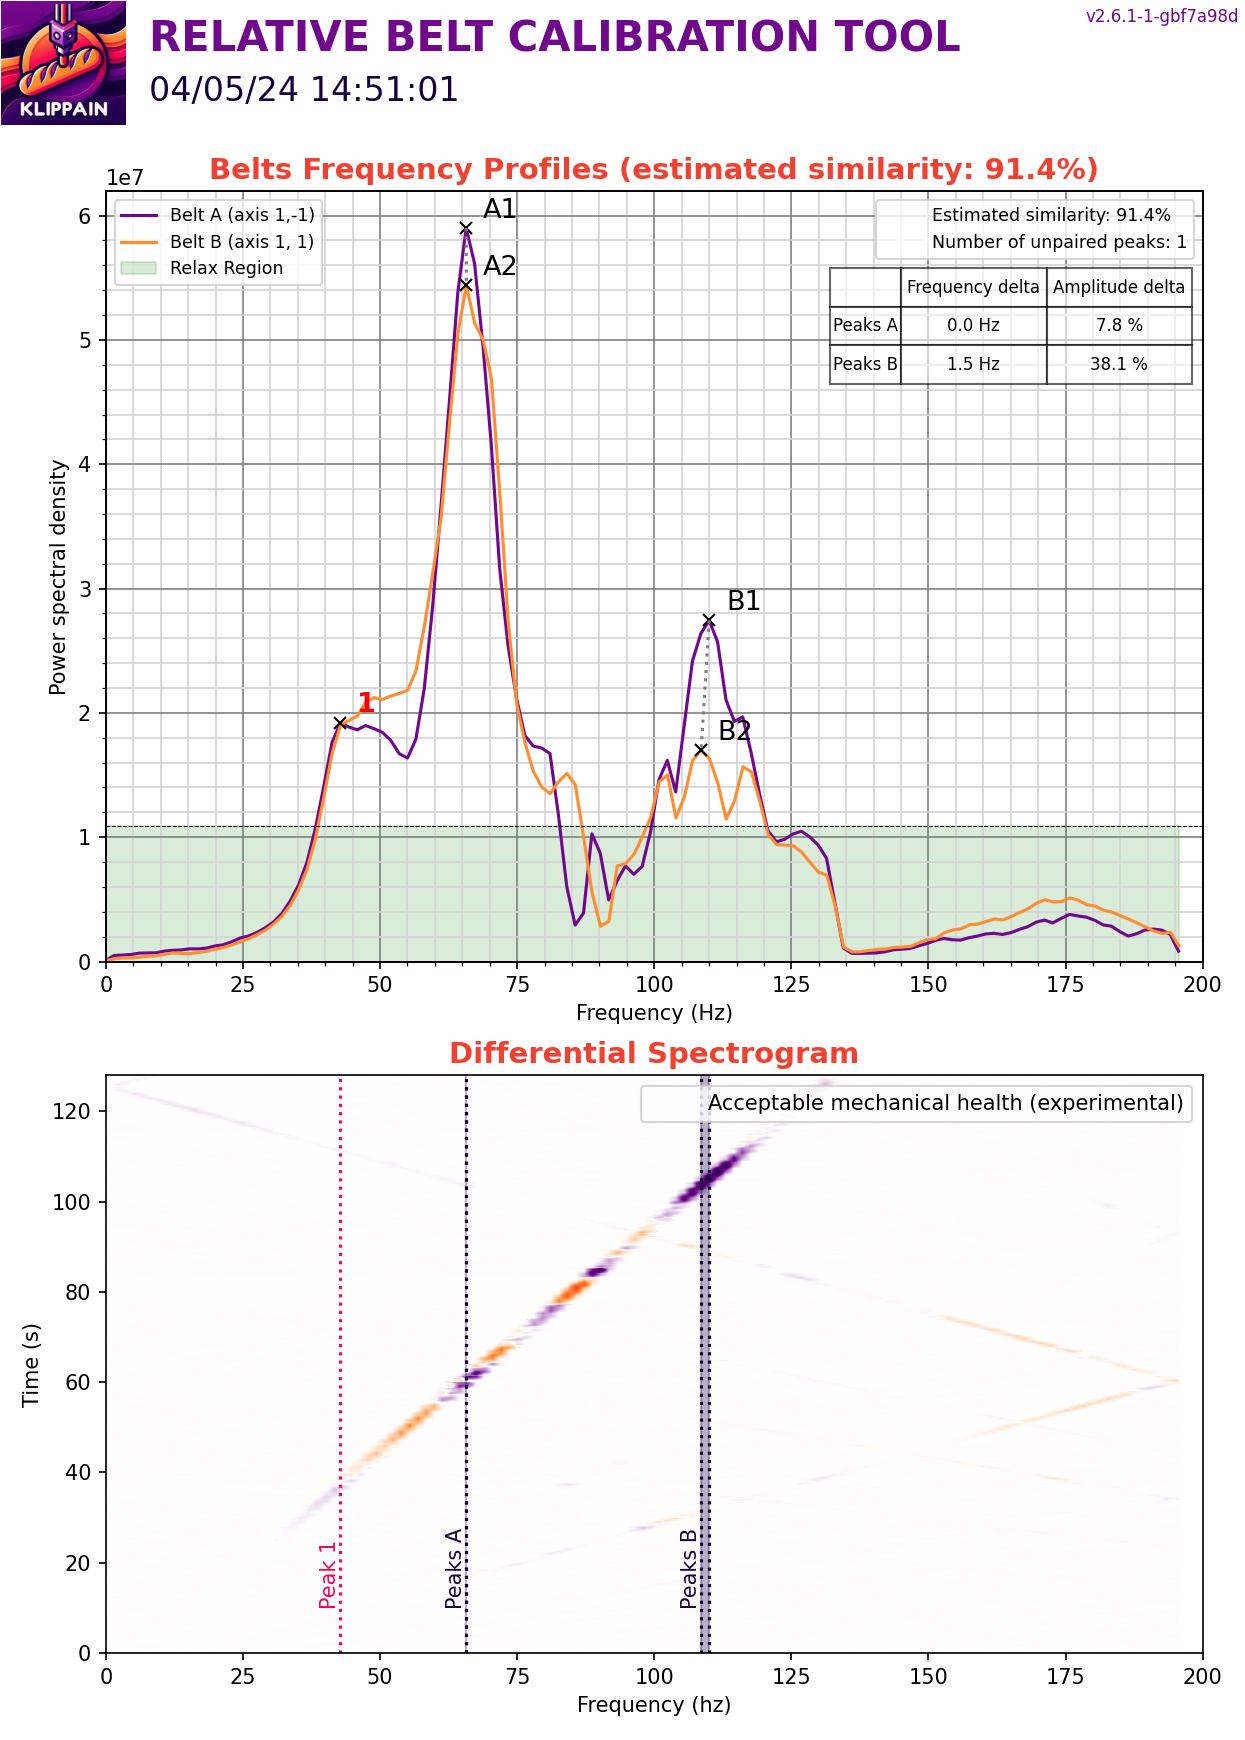 v2.6.1-1-gbf7a98d
RELATIVE BELT CALIBRATION TOOL
04/05/24 14:51:01
KLIPPAIN
Belts Frequency Profiles (estimated similarity: 91.4%)
1e7
Belt A (axis 1,-1)
Belt B (axis 1, 1)
Relax Region
Estimated similarity: 91.4%
Number of unpaired peaks: 1
Frequency delta Amplitude delta
Peaks A 0.0 Hz 7.8 %
Peaks B 1.5 Hz 38.1 %
A1
A2
B1
B2
1
Power spectral density
6
5
4
3
2
1
0
0 25 50 75 100 125 150 175 200
Frequency (Hz)
Differential Spectrogram
Acceptable mechanical health (experimental)
Time (s)
120
100
80
60
40
20
0
Peak 1
Peaks A
Peaks B
0 25 50 75 100 125 150 175 200
Frequency (hz)